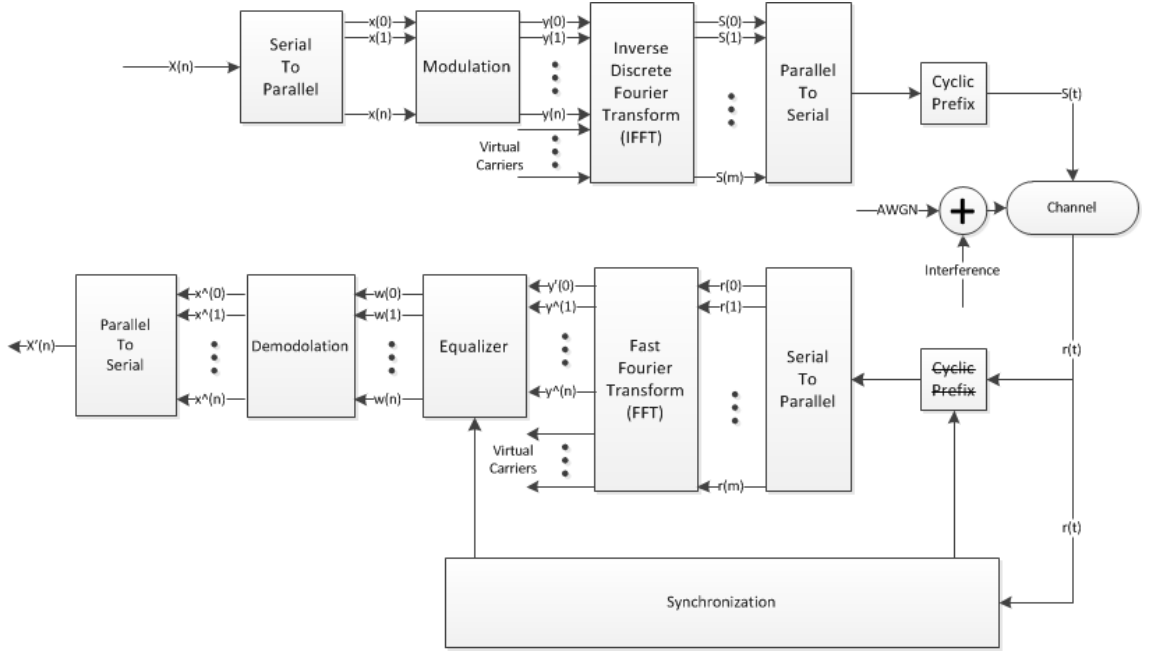 X(n)
Serial
To
Parallel
x(0)
x(1)
x(n)
Modulation
y(0)
y(1)
y(n)
Virtual
Carriers
Inverse
Discrete
Fourier
Transform
(IFFT)
S(0)
S(1)
S(m)
Parallel
To
Serial
Cyclic
Prefix
S(t)
AWGN
+
Channel
Interference
r(t)
Cyclic
Prefix
r(t)
Serial
To
Parallel
r(0)
r(1)
r(m)
Fast
Fourier
Transform
(FFT)
y'(0)
y^(1)
y^(n)
Virtual
Carriers
Equalizer
w(0)
w(1)
w(n)
Demodolation
x^(0)
x^(1)
x^(n)
Parallel
To
Serial
X'(n)
Synchronization